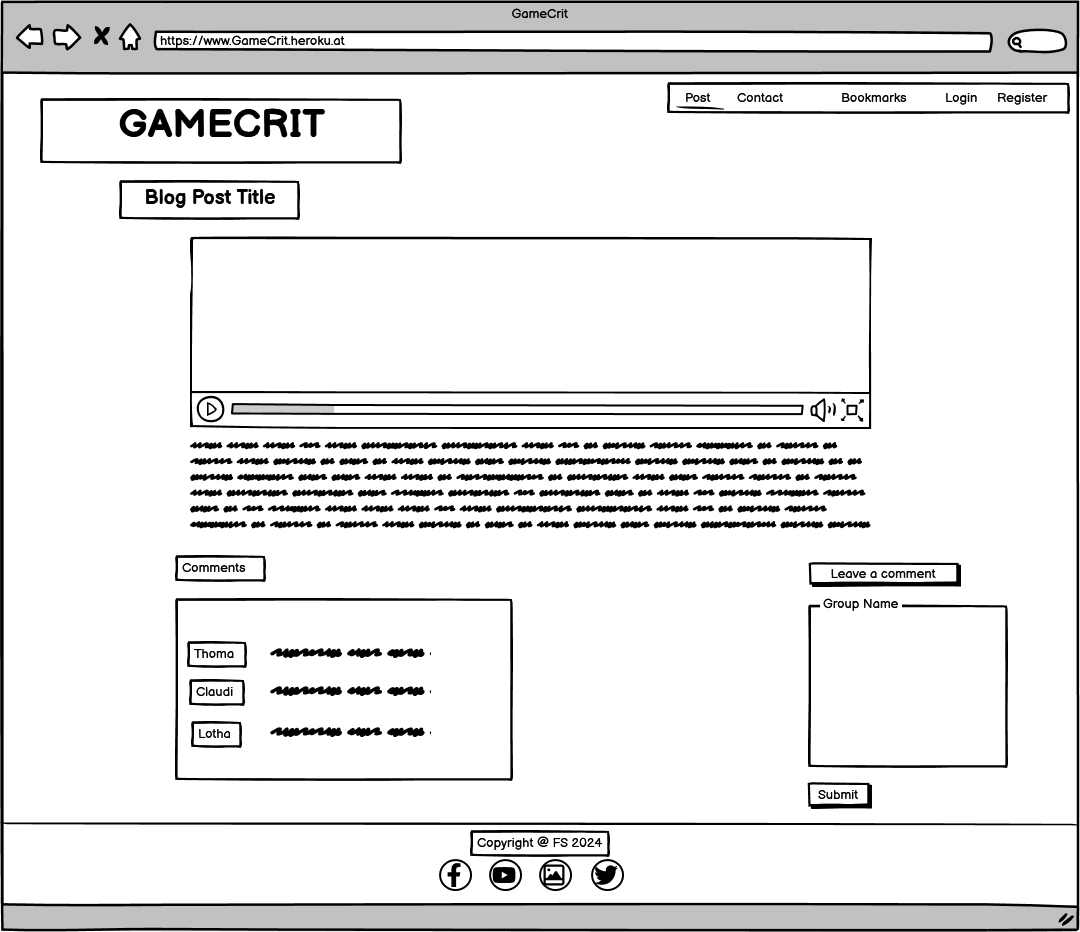 GameCrit
https://www.GameCrit.heroku.at
Post Contact Bookmarks Login Register
GAMECRIT
Blog Post Title
Comments
Leave a comment
Group Name
Thoma
Claudi
Lotha
Submit
Copyright @ FS 2024